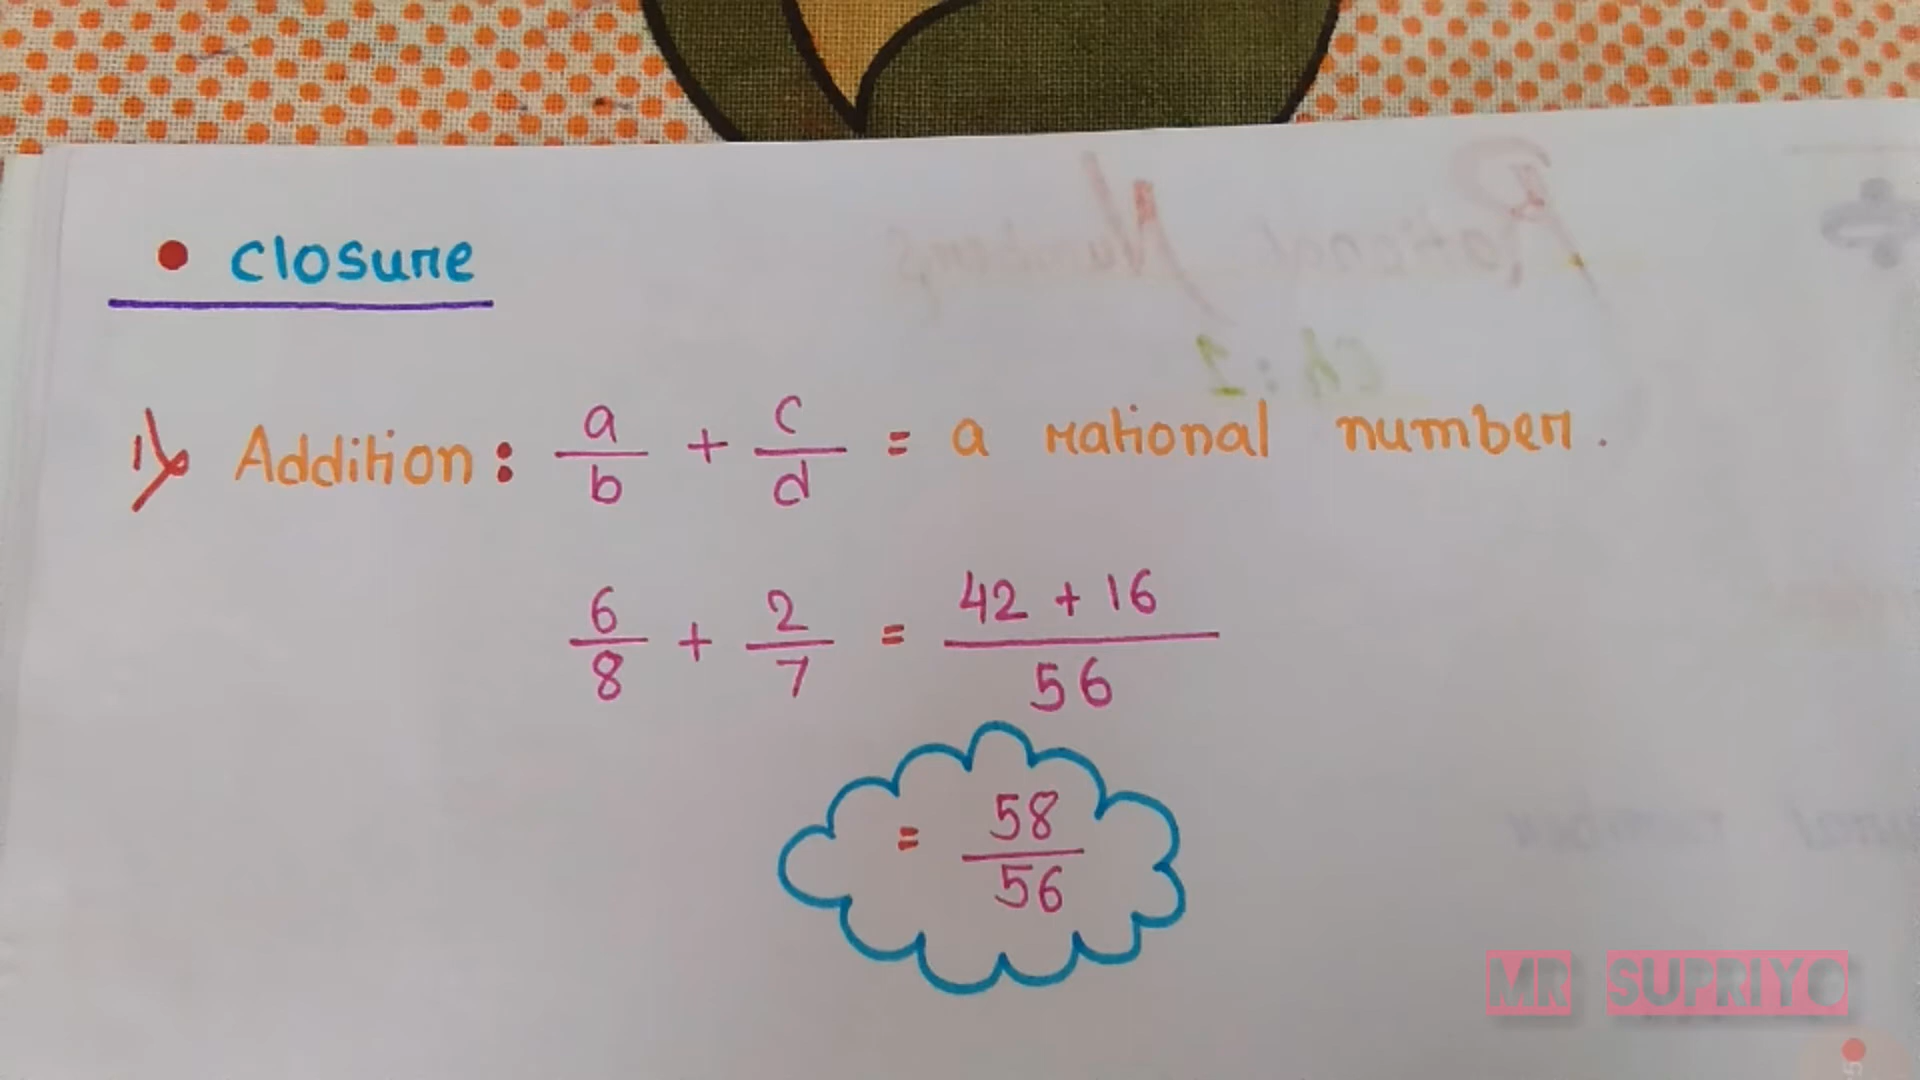 • closure
1) Addition : a/b + c/d = a rational number.
6/8 + 2/7 = 42 + 16 / 56
= 58/56
MR SUPRIYO